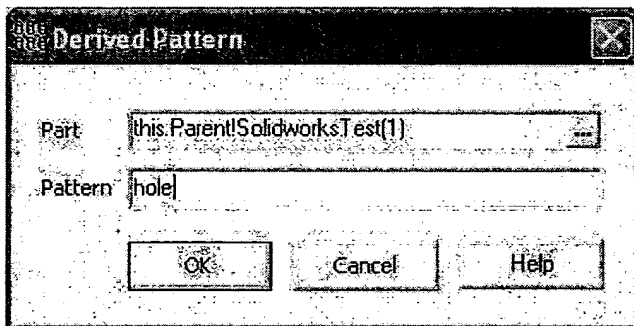 Derived Pattern
Part this.Parent!SolidworksTest(1) ...
Pattern hole
OK Cancel Help